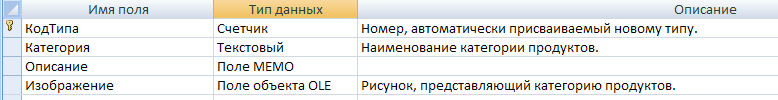 Имя поля Тип данных Описание
КодТипа Счетчик Номер, автоматически присваиваемый новому типу.
Категория Текстовый Наименование категории продуктов.
Описание Поле МЕМО
Изображение Поле объекта OLE Рисунок, представляющий категорию продуктов.